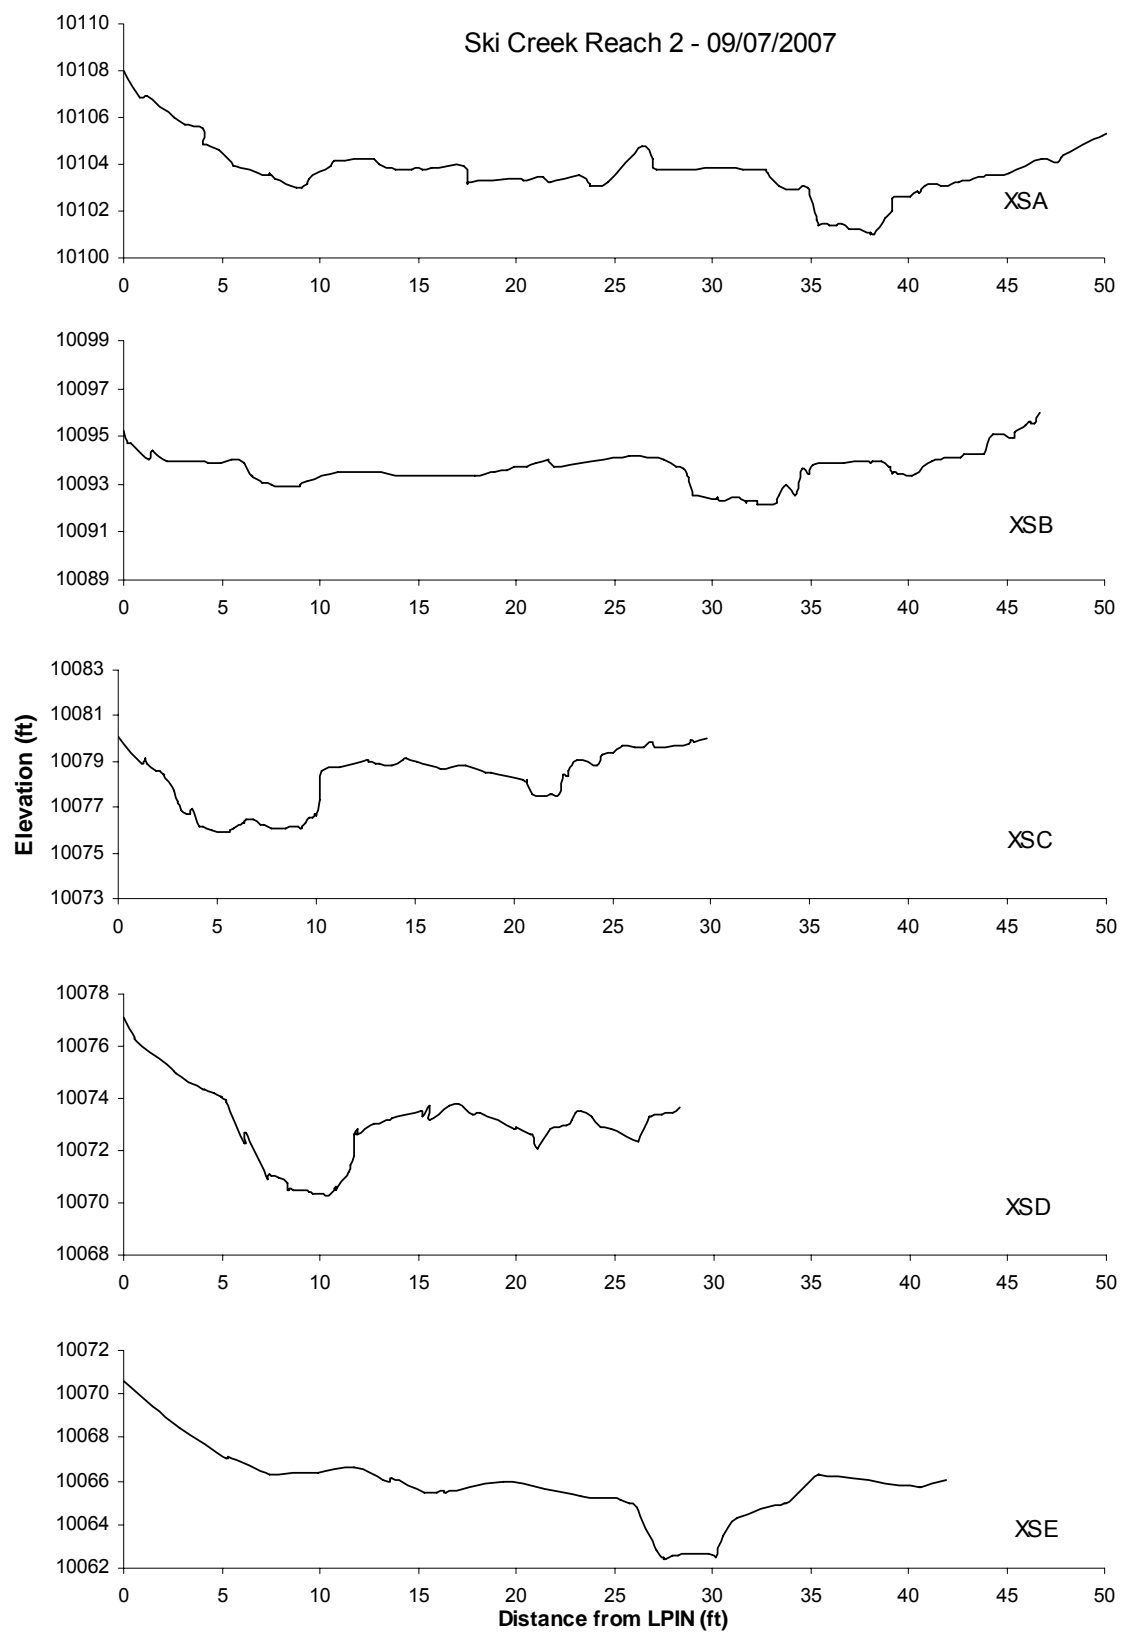 Ski Creek Reach 2 - 09/07/2007
10110
10108
10106
10104
10102
10100
XSA
0 5 10 15 20 25 30 35 40 45 50
10099
10097
10095
10093
10091
10089
XSB
0 5 10 15 20 25 30 35 40 45 50
Elevation (ft)
10083
10081
10079
10077
10075
10073
XSC
0 5 10 15 20 25 30 35 40 45 50
10078
10076
10074
10072
10070
10068
XSD
0 5 10 15 20 25 30 35 40 45 50
10072
10070
10068
10066
10064
10062
XSE
0 5 10 15 20 25 30 35 40 45 50
Distance from LPIN (ft)